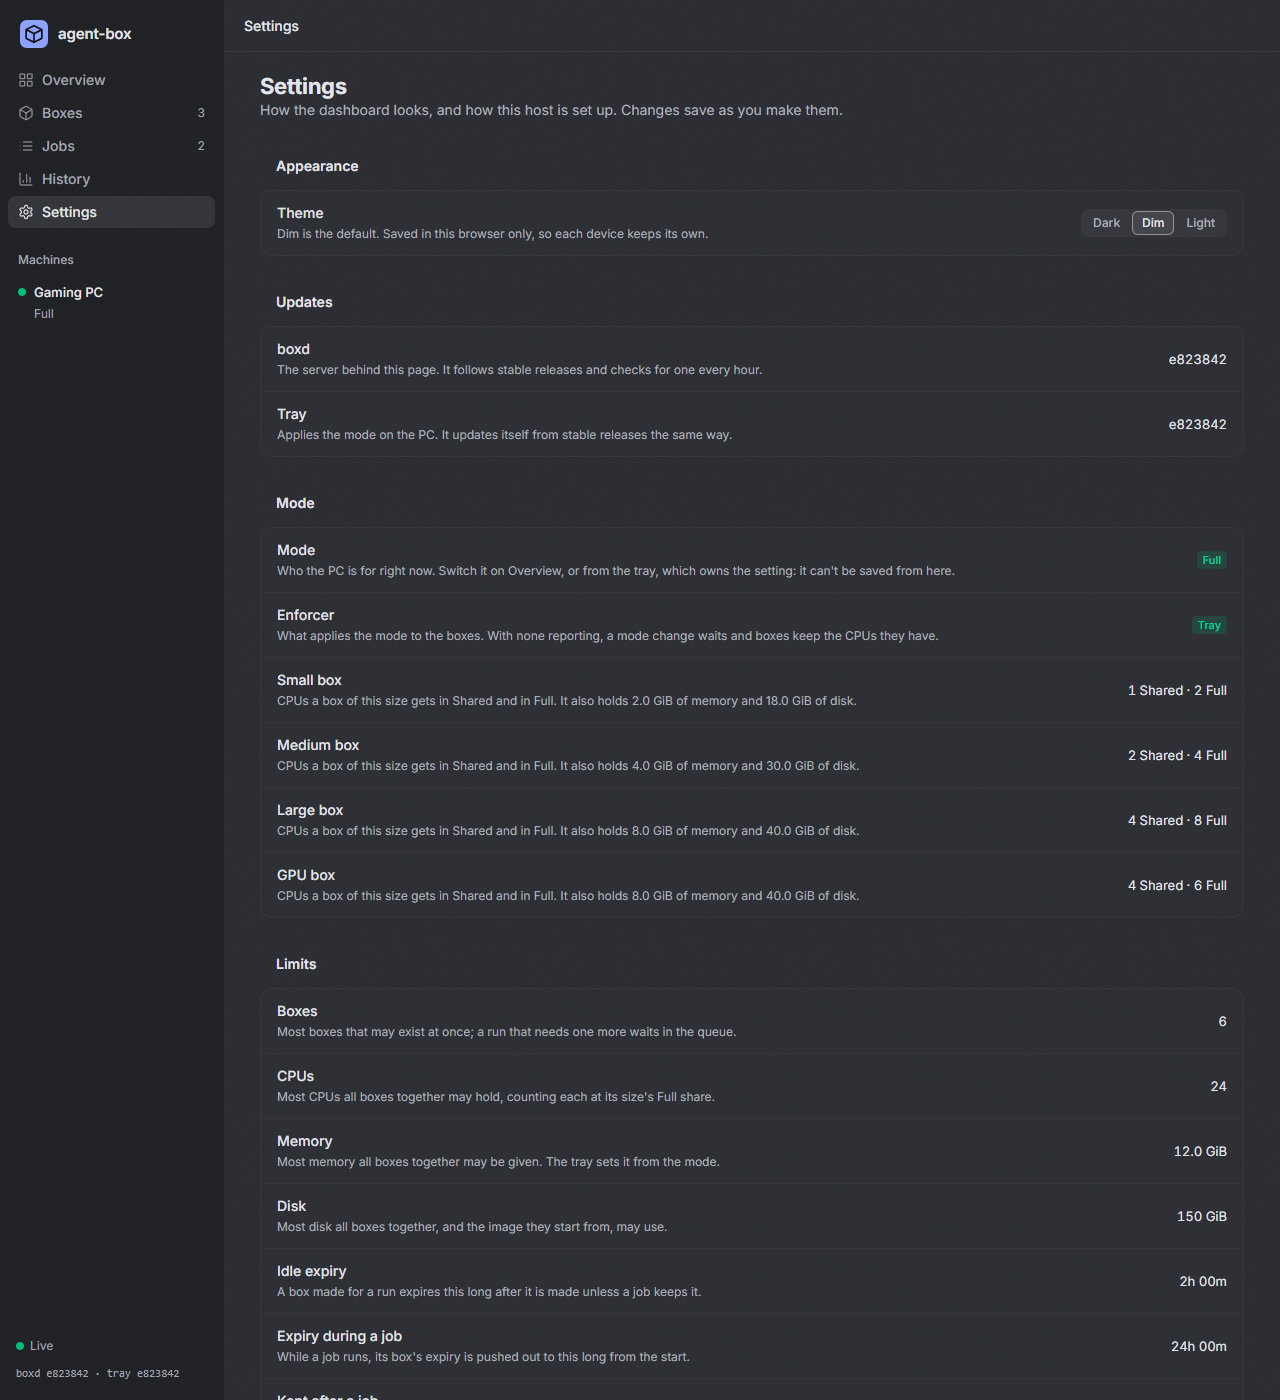 agent-box
Overview
Boxes 3
Jobs 2
History
Settings
Machines
Gaming PC
Full
Live
boxd e823842 · tray e823842
Settings
Settings
How the dashboard looks, and how this host is set up. Changes save as you make them.
Appearance
Theme
Dim is the default. Saved in this browser only, so each device keeps its own.
Dark Dim Light
Updates
boxd
The server behind this page. It follows stable releases and checks for one every hour.
e823842
Tray
Applies the mode on the PC. It updates itself from stable releases the same way.
e823842
Mode
Mode
Who the PC is for right now. Switch it on Overview, or from the tray, which owns the setting: it can't be saved from here.
Full
Enforcer
What applies the mode to the boxes. With none reporting, a mode change waits and boxes keep the CPUs they have.
Tray
Small box
CPUs a box of this size gets in Shared and in Full. It also holds 2.0 GiB of memory and 18.0 GiB of disk.
1 Shared · 2 Full
Medium box
CPUs a box of this size gets in Shared and in Full. It also holds 4.0 GiB of memory and 30.0 GiB of disk.
2 Shared · 4 Full
Large box
CPUs a box of this size gets in Shared and in Full. It also holds 8.0 GiB of memory and 40.0 GiB of disk.
4 Shared · 8 Full
GPU box
CPUs a box of this size gets in Shared and in Full. It also holds 8.0 GiB of memory and 40.0 GiB of disk.
4 Shared · 6 Full
Limits
Boxes
Most boxes that may exist at once; a run that needs one more waits in the queue.
6
CPUs
Most CPUs all boxes together may hold, counting each at its size's Full share.
24
Memory
Most memory all boxes together may be given. The tray sets it from the mode.
12.0 GiB
Disk
Most disk all boxes together, and the image they start from, may use.
150 GiB
Idle expiry
A box made for a run expires this long after it is made unless a job keeps it.
2h 00m
Expiry during a job
While a job runs, its box's expiry is pushed out to this long from the start.
24h 00m
Kept after a job